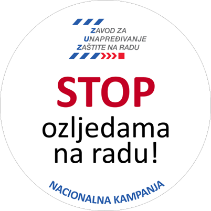 ZAVOD ZA
UNAPREĐIVANJE
ZAŠTITE NA RADU
STOP
ozljedama
na radu!
NACIONALNA KAMPANJA